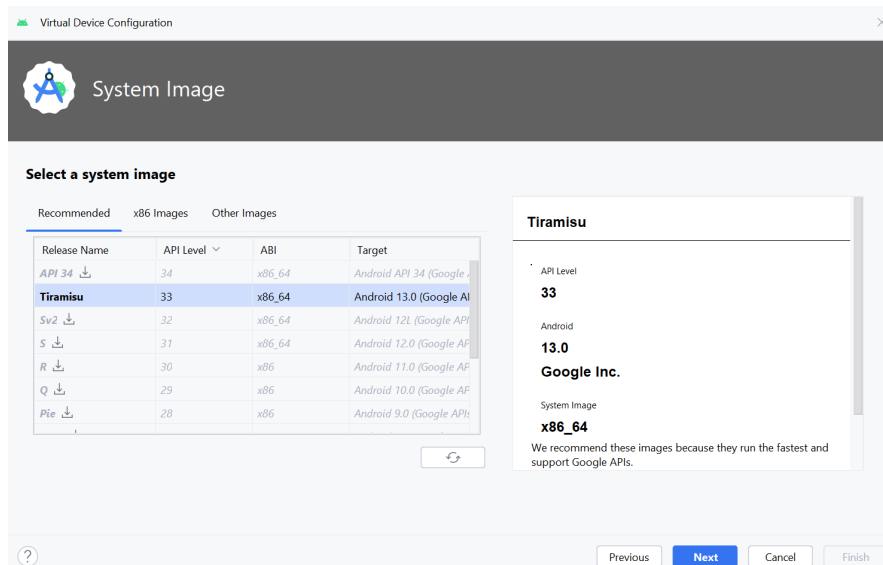 Virtual Device Configuration
System Image
Select a system image
Recommended x86 Images Other Images
Release Name API Level ABI Target
API 34 34 x86_64 Android API 34 (Google A
Tiramisu 33 x86_64 Android 13.0 (Google AI
Sv2 32 x86_64 Android 12L (Google API
S 31 x86_64 Android 12.0 (Google AP
R 30 x86 Android 11.0 (Google AP
Q 29 x86 Android 10.0 (Google AP
Pie 28 x86 Android 9.0 (Google APIs
Tiramisu
API Level
33
Android
13.0
Google Inc.
System Image
x86_64
We recommend these images because they run the fastest and
support Google APIs.
? Previous Next Cancel Finish